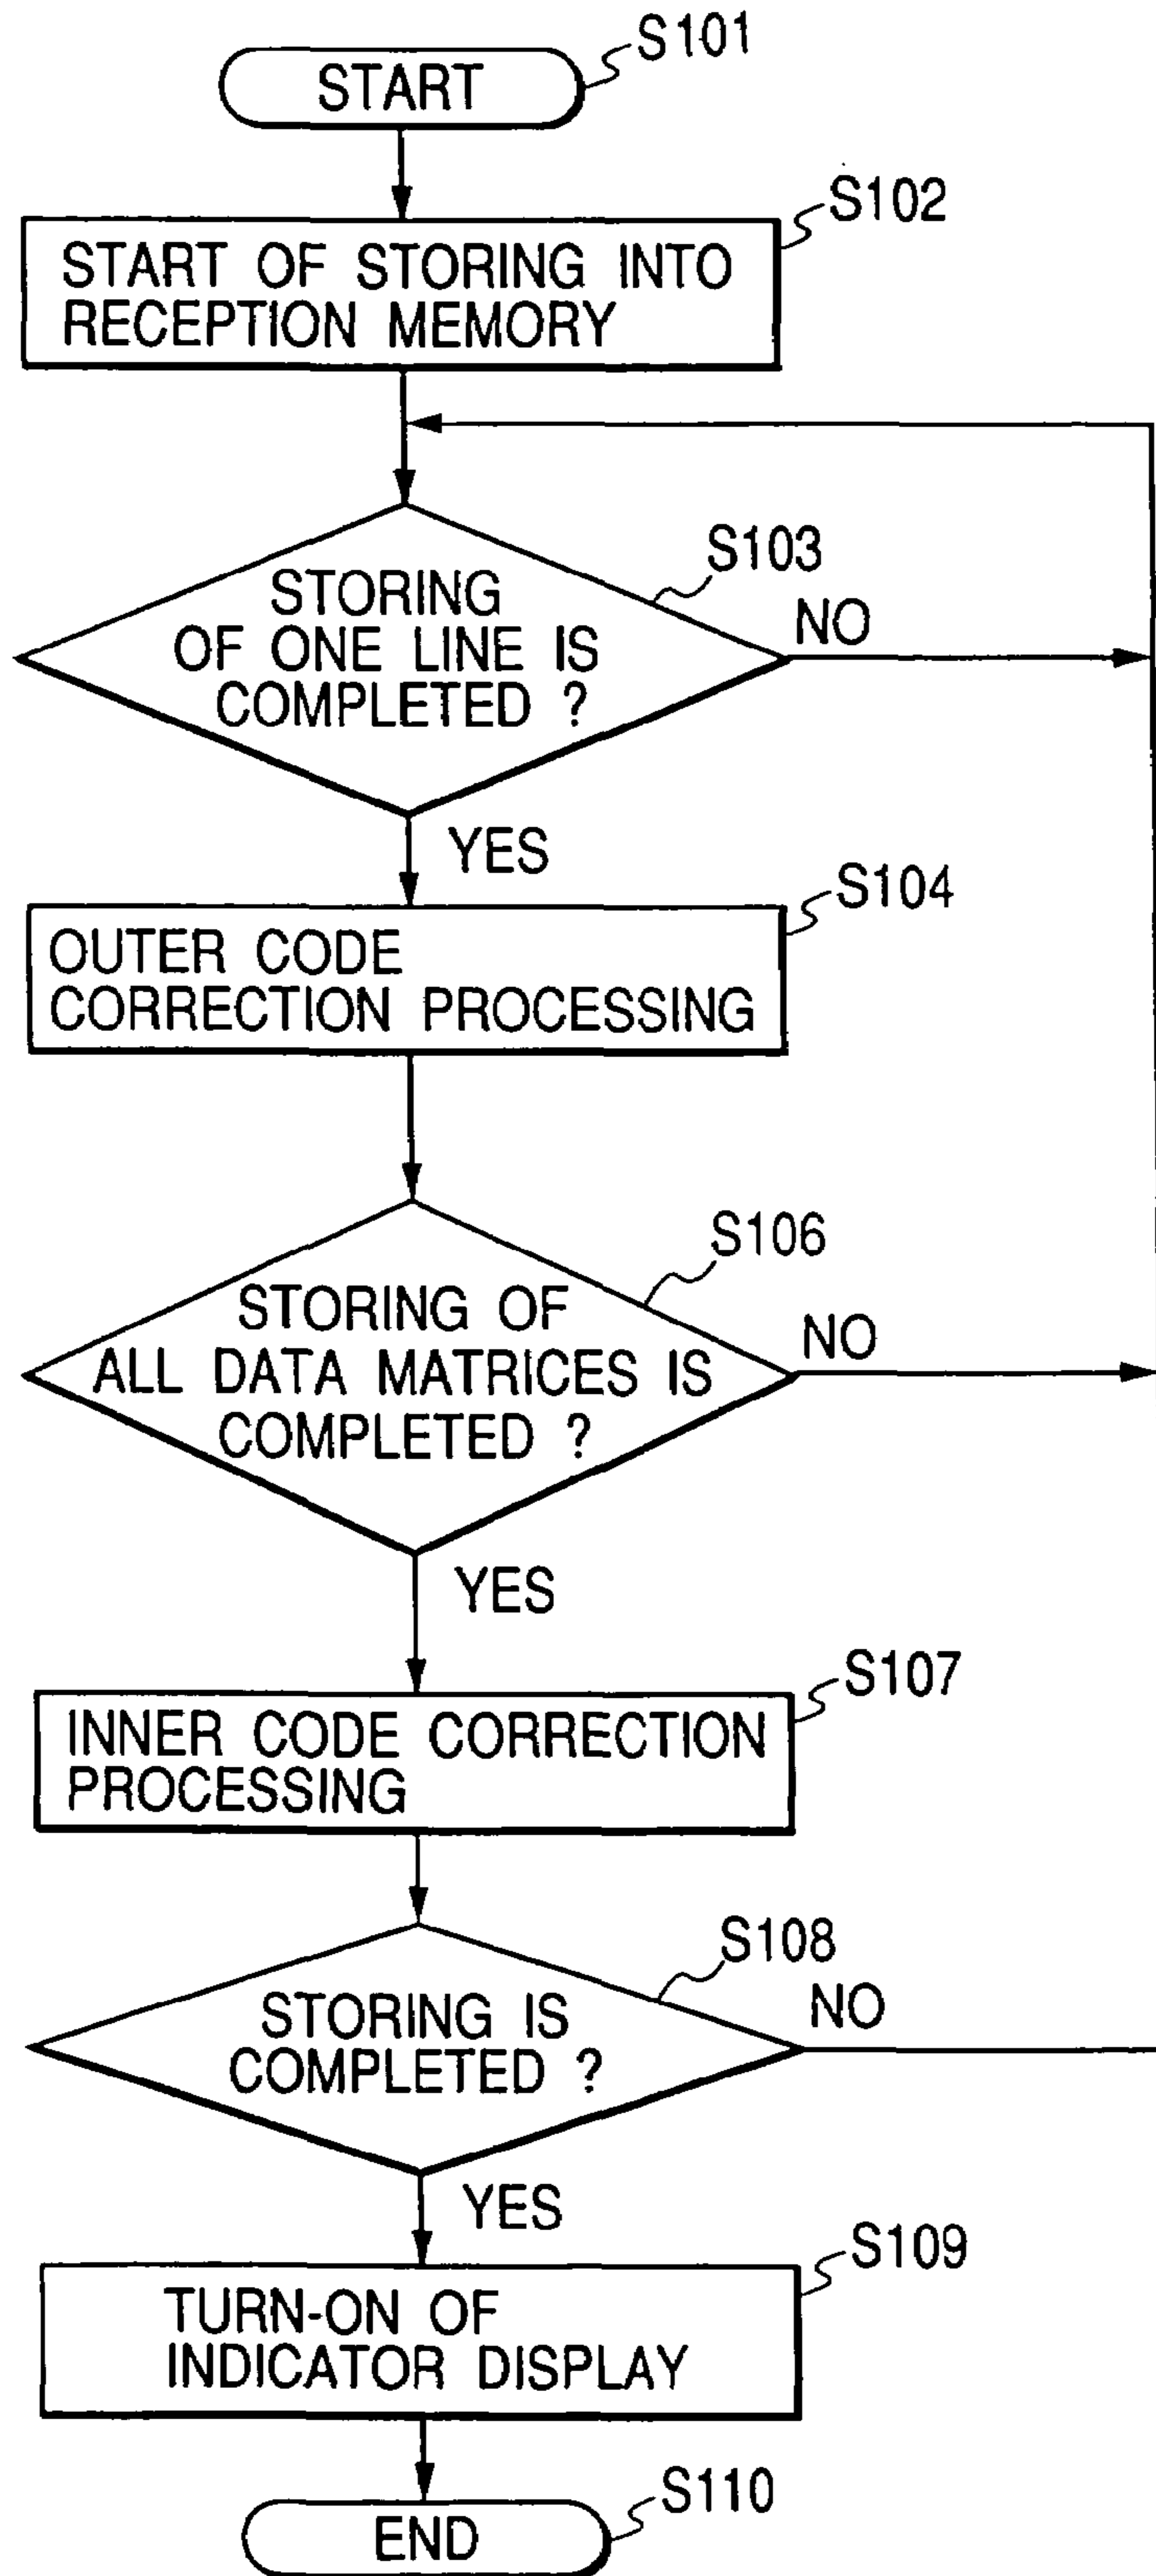 START
S101
START OF STORING INTO
RECEPTION MEMORY
S102
STORING
OF ONE LINE IS
COMPLETED ?
S103
NO
YES
OUTER CODE
CORRECTION PROCESSING
S104
STORING OF
ALL DATA MATRICES IS
COMPLETED ?
S106
NO
YES
INNER CODE CORRECTION
PROCESSING
S107
STORING IS
COMPLETED ?
S108
NO
YES
TURN-ON OF
INDICATOR DISPLAY
S109
END
S110